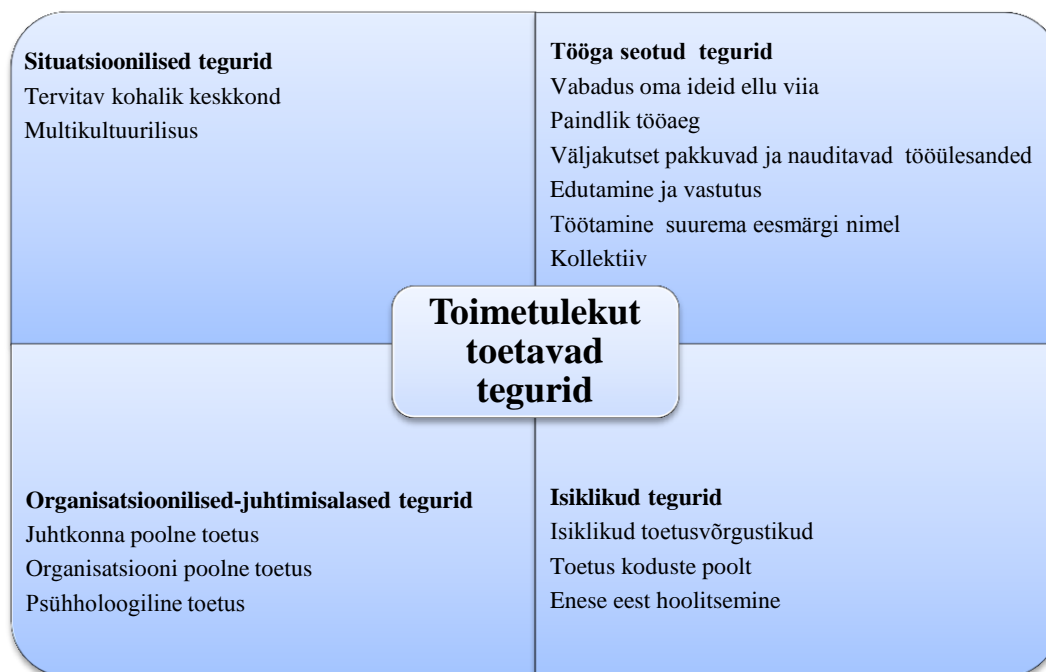 Situatsioonilised tegurid
Tervitav kohalik keskkond
Multikultuurilisus
Tööga seotud tegurid
Vabadus oma ideid ellu viia
Paindlik tööaeg
Väljakutset pakkuvad ja nauditavad tööülesanded
Edutamine ja vastutus
Töötamine suurema eesmärgi nimel
Kollektiiv
Toimetulekut
toetavad
tegurid
Organisatsioonilised-juhtimisalased tegurid
Juhtkonna poolne toetus
Organisatsiooni poolne toetus
Psühholoogiline toetus
Isiklikud tegurid
Isiklikud toetusvõrgustikud
Toetus koduste poolt
Enese eest hoolitsemine